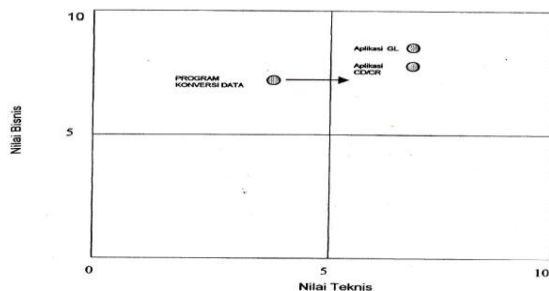 10
Aplikasi GL
Aplikasi
CD/CR
PROGRAM
KONVERSI DATA
Nilai Bisnis
5
0
5
10
Nilai Teknis